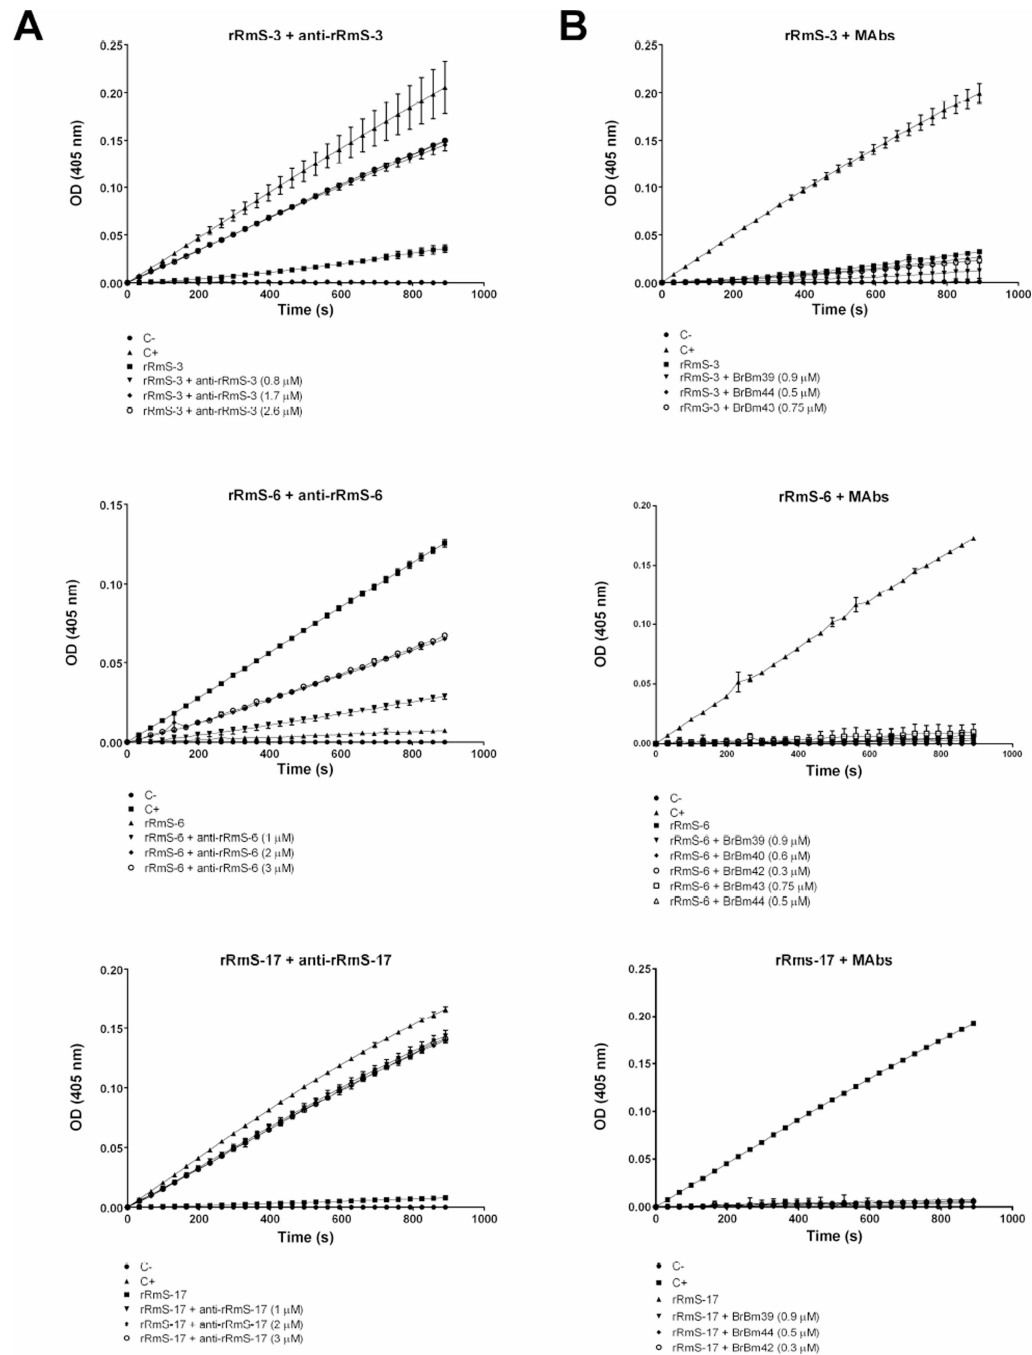 A
rRmS-3 + anti-rRmS-3
0.25
0.20
0.15
0.10
0.05
0.00
OD (405 nm)
0
200
400
600
800
1000
Time (s)
C-
C+
rRmS-3
rRmS-3 + anti-rRmS-3 (0.8 µM)
rRmS-3 + anti-rRmS-3 (1.7 µM)
rRmS-3 + anti-rRmS-3 (2.6 µM)
B
rRmS-3 + MAbs
0.25
0.20
0.15
0.10
0.05
0.00
OD (405 nm)
0
200
400
600
800
1000
Time (s)
C-
C+
rRmS-3
rRmS-3 + BrBm39 (0.9 µM)
rRmS-3 + BrBm44 (0.5 µM)
rRmS-3 + BrBm43 (0.75 µM)
rRmS-6 + anti-rRmS-6
0.15
0.10
0.05
0.00
OD (405 nm)
0
200
400
600
800
1000
Time (s)
C-
C+
rRmS-6
rRmS-6 + anti-rRmS-6 (1 µM)
rRmS-6 + anti-rRmS-6 (2 µM)
rRmS-6 + anti-rRmS-6 (3 µM)
rRmS-6 + MAbs
0.20
0.15
0.10
0.05
0.00
OD (405 nm)
0
200
400
600
800
1000
Time (s)
C-
C+
rRmS-6
rRmS-6 + BrBm39 (0.9 µM)
rRmS-6 + BrBm40 (0.6 µM)
rRmS-6 + BrBm42 (0.3 µM)
rRmS-6 + BrBm43 (0.75 µM)
rRmS-6 + BrBm44 (0.5 µM)
rRmS-17 + anti-rRmS-17
0.20
0.15
0.10
0.05
0.00
OD (405 nm)
0
200
400
600
800
1000
Time (s)
C-
C+
rRmS-17
rRmS-17 + anti-rRmS-17 (1 µM)
rRmS-17 + anti-rRmS-17 (2 µM)
rRmS-17 + anti-rRmS-17 (3 µM)
rRms-17 + MAbs
0.25
0.20
0.15
0.10
0.05
0.00
OD (405 nm)
0
200
400
600
800
1000
Time (s)
C-
C+
rRmS-17
rRmS-17 + BrBm39 (0.9 µM)
rRmS-17 + BrBm44 (0.5 µM)
rRmS-17 + BrBm42 (0.3 µM)